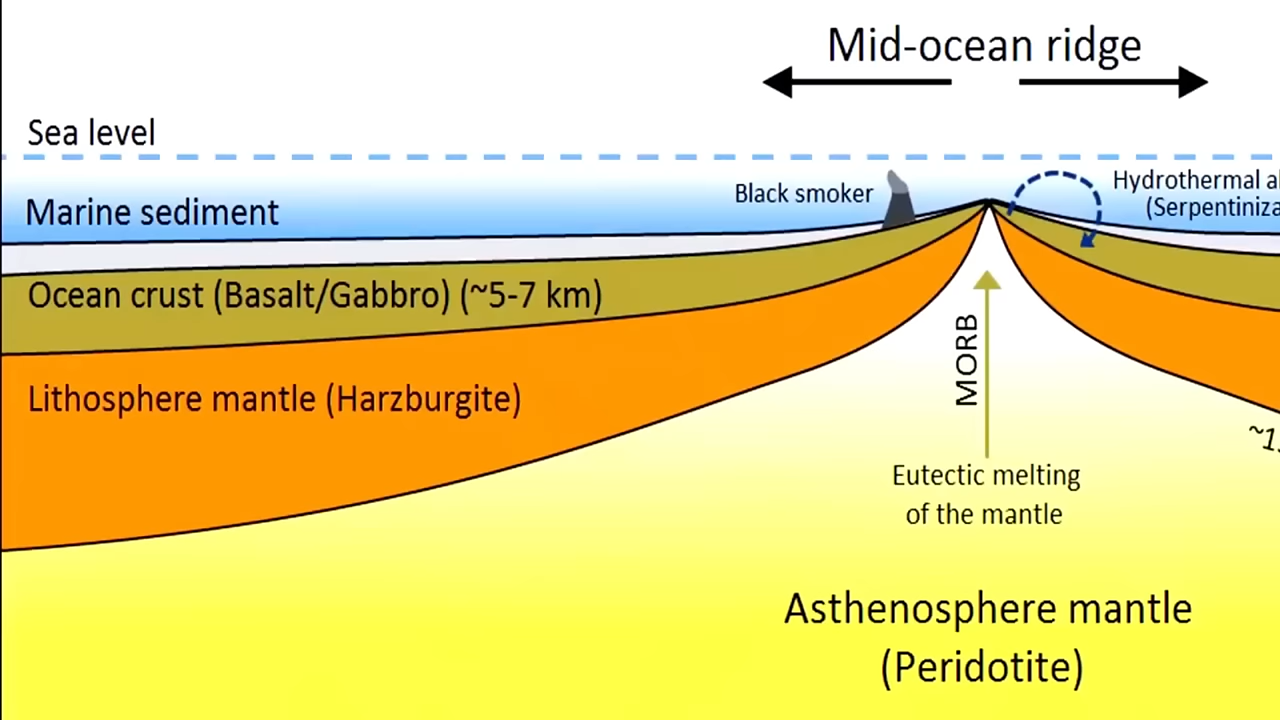 Mid-ocean ridge
Sea level
Black smoker
Hydrothermal
Marine sediment
Ocean crust (Basalt/Gabbro) (~5-7 km)
MORB
Lithosphere mantle (Harzburgite)
Eutectic melting
of the mantle
Asthenosphere mantle
(Peridotite)